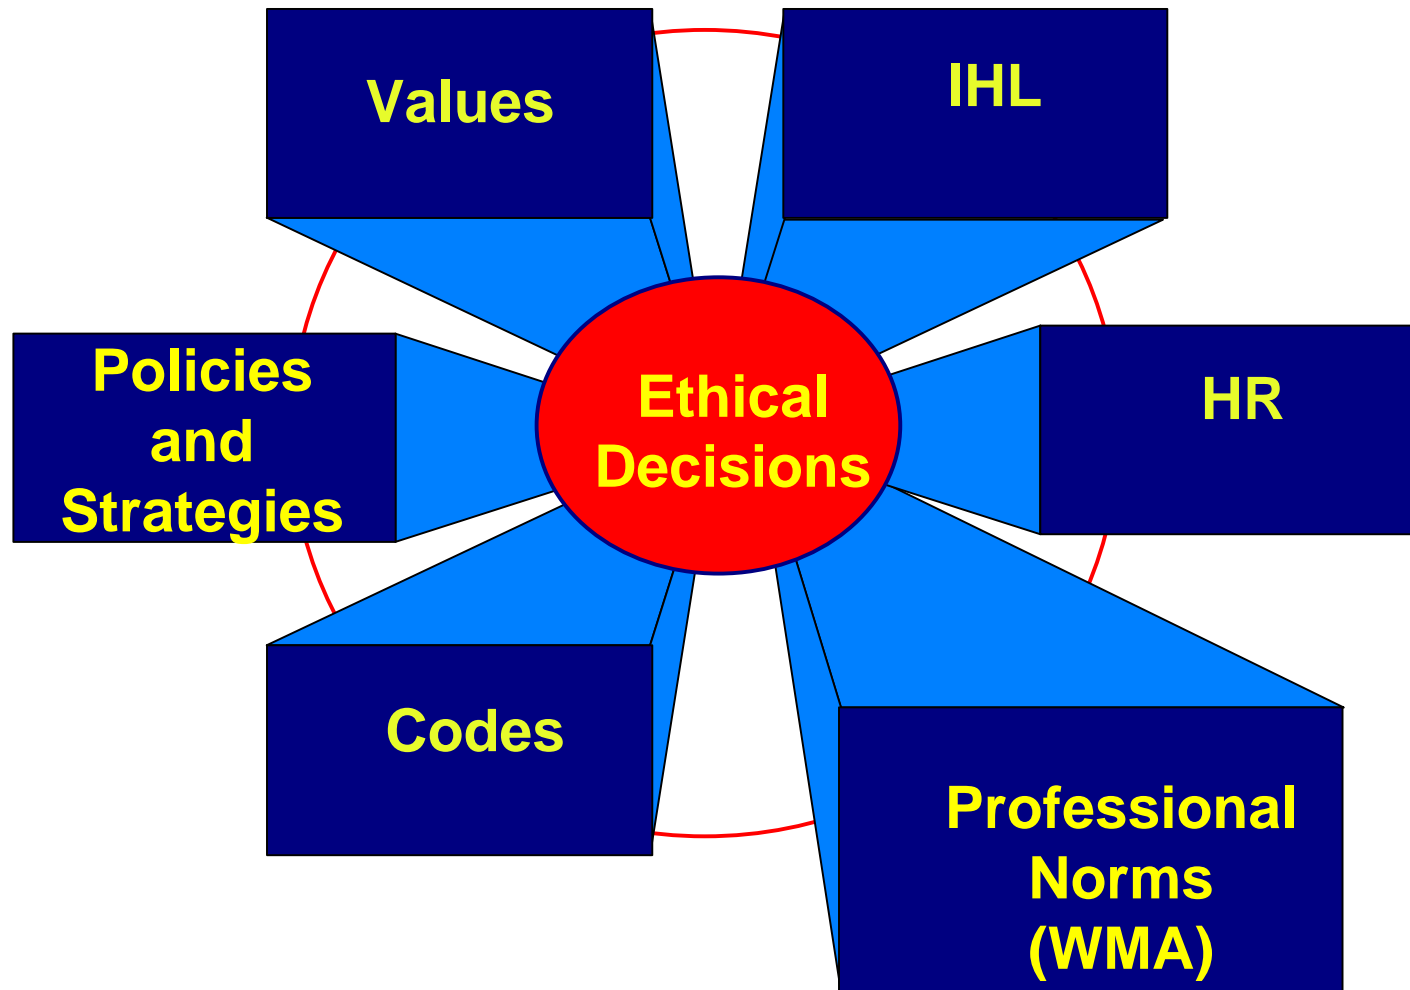 Values
IHL
Policies
and
Strategies
Ethical
Decisions
HR
Codes
Professional
Norms
(WMA)